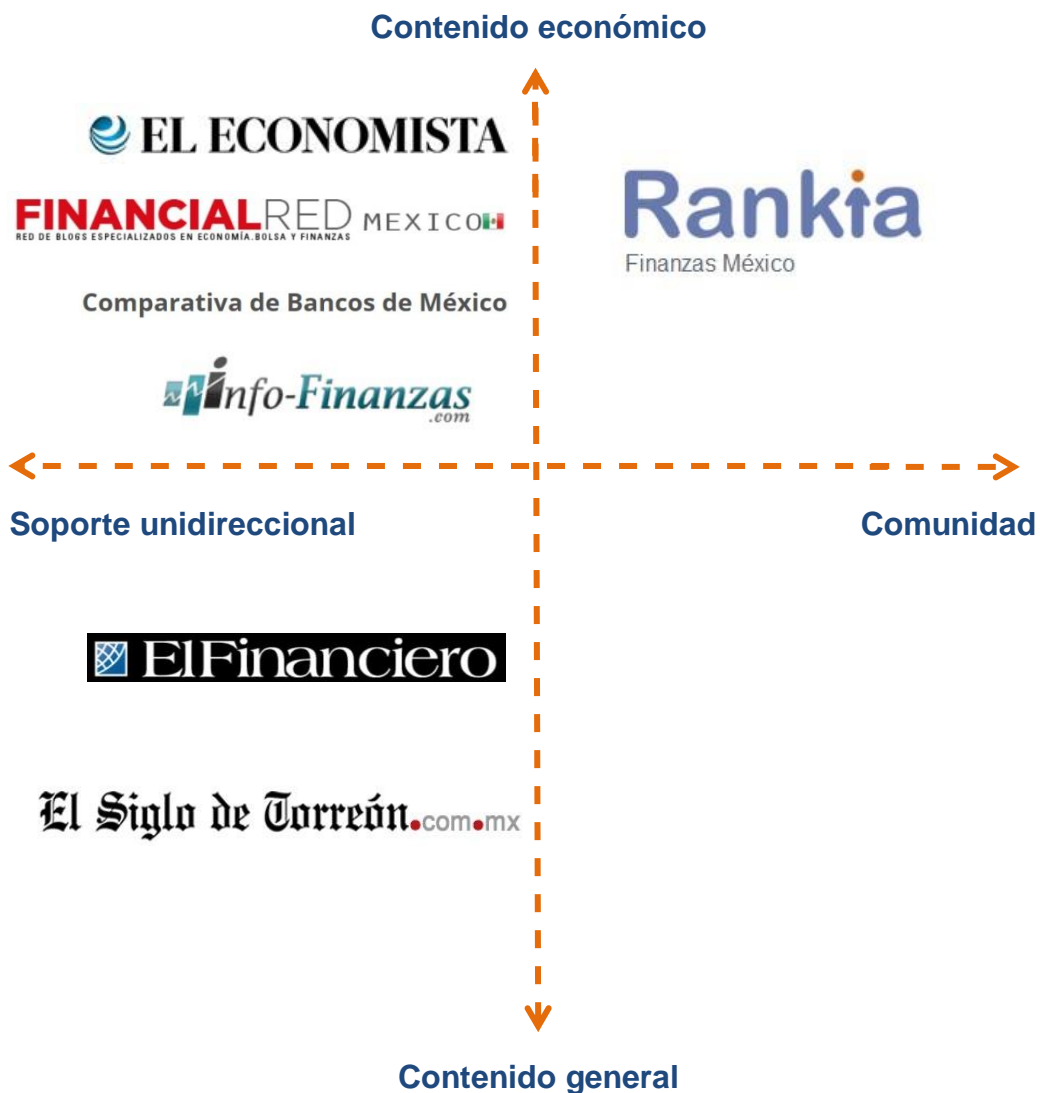 Contenido económico
EL ECONOMISTA
FINANCIALRED MEXICO
RED DE BLOGS ESPECIALIZADOS EN ECONOMÍA.BOLSA Y FINANZAS
Rankia
Finanzas México
Comparativa de Bancos de México
info-Finanzas
.com
Soporte unidireccional
Comunidad
ElFinanciero
El Siglo de Torreón.com.mx
Contenido general